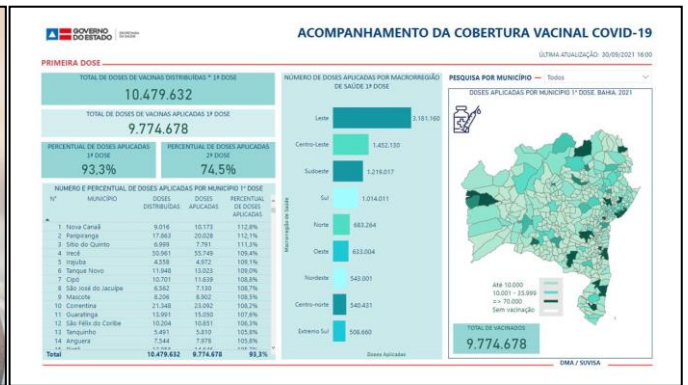 GOVERNO
DO ESTADO
ACOMPANHAMENTO DA COBERTURA VACINAL COVID-19
ÚLTIMA ATUALIZAÇÃO: 30/09/2021 16:00
PRIMEIRA DOSE
TOTAL DE DOSES DE VACINAS DISTRIBUÍDAS * 1ª DOSE
10.479.632
TOTAL DE DOSES DE VACINAS APLICADAS 1ª DOSE
9.774.678
PERCENTUAL DE DOSES APLICADAS 1ª DOSE
93,3%
PERCENTUAL DE DOSES APLICADAS 2ª DOSE
74,5%
NÚMERO E PERCENTUAL DE DOSES APLICADAS POR MUNICIPIO 1ª DOSE
Nº MUNICÍPIO DOSES DISTRIBUÍDAS DOSES APLICADAS PERCENTUAL DE DOSES APLICADAS
1 Nova Canaã 9.016 10.173 112,8%
2 Paripiranga 17.863 20.028 112,1%
3 Sítio do Quinto 6.999 7.791 111,3%
4 Irecê 50.961 55.749 109,4%
5 Irajuba 4.558 4.972 109,1%
6 Tanque Novo 11.948 13.023 109,0%
7 Cipó 10.701 11.639 108,8%
8 São José do Jacuípe 6.562 7.130 108,7%
9 Mascote 8.206 8.902 108,5%
10 Correntina 21.348 23.092 108,2%
11 Guaratinga 13.991 15.050 107,6%
12 São Félix do Coribe 10.204 10.851 106,3%
13 Tanquinho 5.491 5.810 105,8%
14 Anguera 7.544 7.978 105,8%
Total 10.479.632 9.774.678 93,3%
NÚMERO DE DOSES APLICADAS POR MACRORREGIÃO
DE SAÚDE 1ª DOSE
Macrorregião de Saúde
Leste 3.181.160
Centro-Leste 1.452.130
Sudoeste 1.216.017
Sul 1.014.011
Norte 683.264
Oeste 633.004
Nordeste 543.001
Centro-norte 540.431
Extremo Sul 508.660
Doses Aplicadas
PESQUISA POR MUNICÍPIO Todos
DOSES APLICADAS POR MUNICÍPIO 1ª DOSE. BAHIA, 2021
Até 10.000
10.001 - 35.999
=> 70.000
Sem vacinação
TOTAL DE VACINADOS
9.774.678
DMA / SUVISA